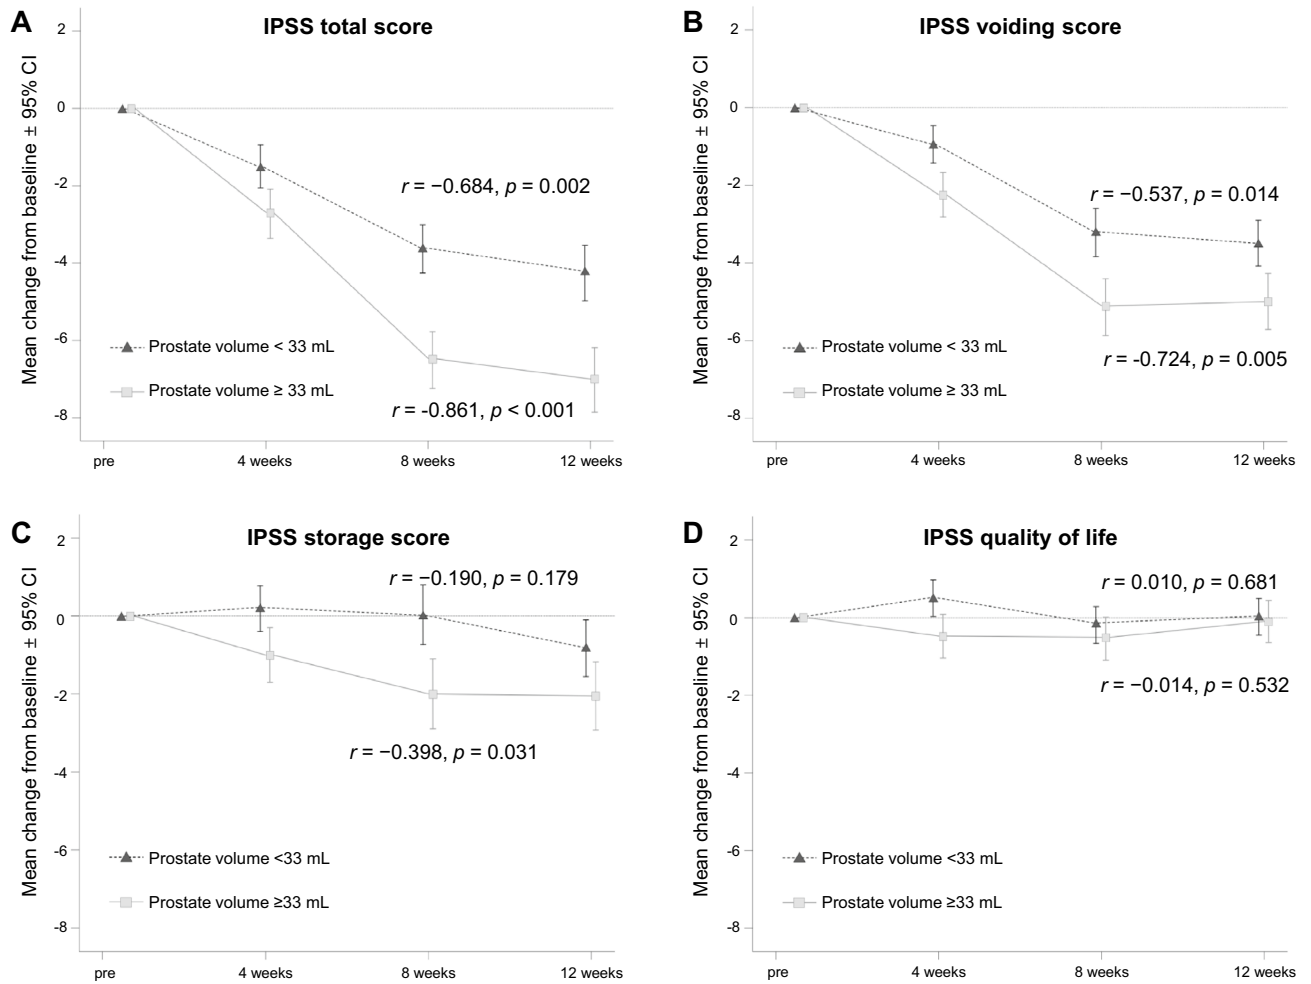 A
IPSS total score
Mean change from baseline ± 95% CI
2
0
-2
-4
-6
-8
r = −0.684, p = 0.002
Prostate volume < 33 mL
Prostate volume ≥ 33 mL
r = -0.861, p < 0.001
pre
4 weeks
8 weeks
12 weeks
B
IPSS voiding score
Mean change from baseline ± 95% CI
2
0
-2
-4
-6
-8
r = −0.537, p = 0.014
Prostate volume < 33 mL
r = -0.724, p = 0.005
Prostate volume ≥ 33 mL
pre
4 weeks
8 weeks
12 weeks
C
IPSS storage score
Mean change from baseline ± 95% CI
2
0
-2
-4
-6
-8
r = −0.190, p = 0.179
r = −0.398, p = 0.031
Prostate volume <33 mL
Prostate volume ≥33 mL
pre
4 weeks
8 weeks
12 weeks
D
IPSS quality of life
Mean change from baseline ± 95% CI
2
0
-2
-4
-6
-8
r = 0.010, p = 0.681
r = −0.014, p = 0.532
Prostate volume <33 mL
Prostate volume ≥33 mL
pre
4 weeks
8 weeks
12 weeks